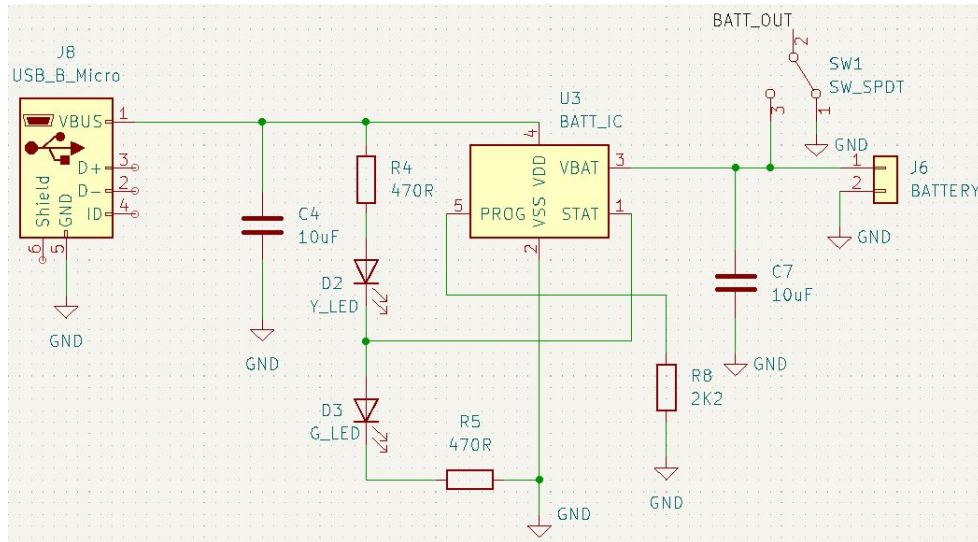 BATT_OUT
2
SW1
SW_SPDT
3
1
GND
J8
USB_B_Micro
VBUS
1
D+
3
D-
2
ID
4
Shield
GND
6
5
GND
C4
10uF
GND
R4
470R
D2
Y_LED
D3
G_LED
R5
470R
U3
BATT_IC
4
VDD
VBAT
3
5
PROG
STAT
1
VSS
2
GND
R8
2K2
GND
C7
10uF
GND
1
2
J6
BATTERY
GND